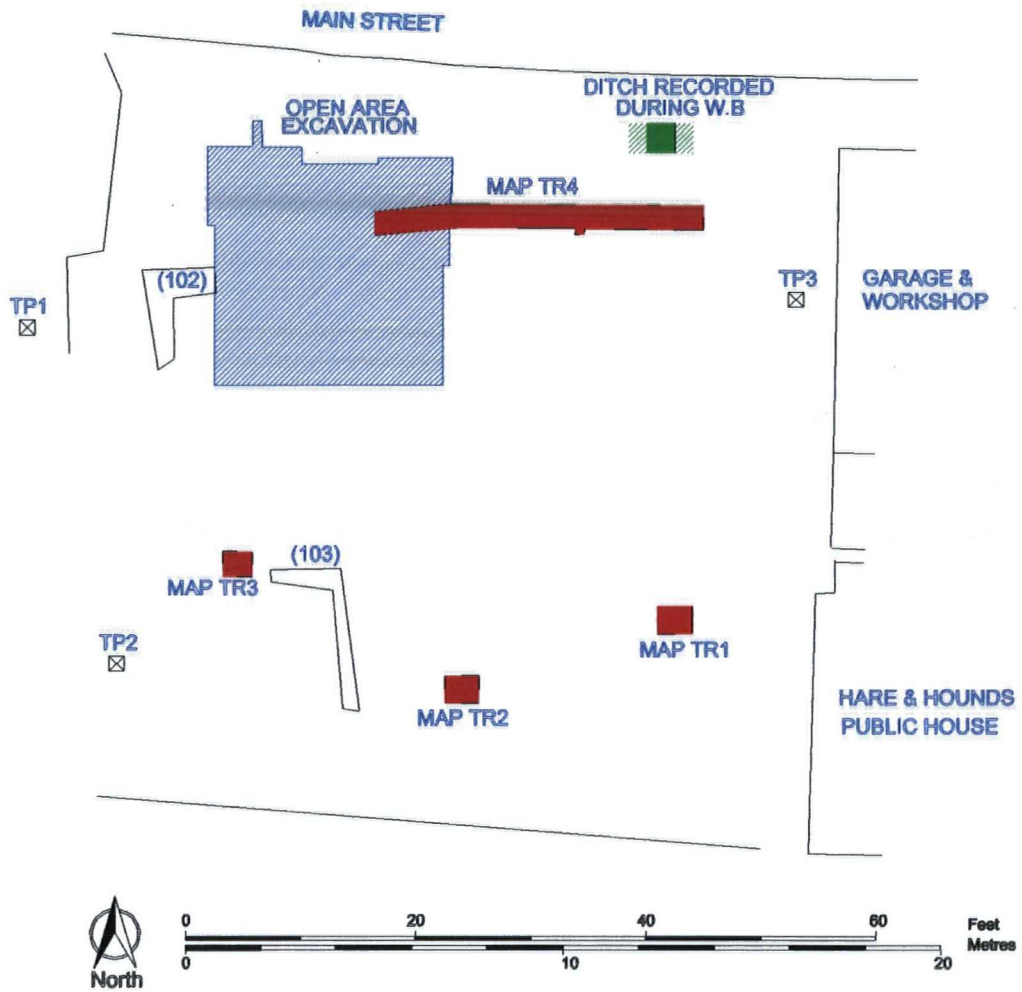 MAIN STREET
DITCH RECORDED
DURING W.B
OPEN AREA
EXCAVATION
MAP TR4
(102)
TP1
TP3
GARAGE &
WORKSHOP
(103)
MAP TR3
TP2
MAP TR1
MAP TR2
HARE & HOUNDS
PUBLIC HOUSE
0 20 40 60 Feet
Metres
0 10 20
North